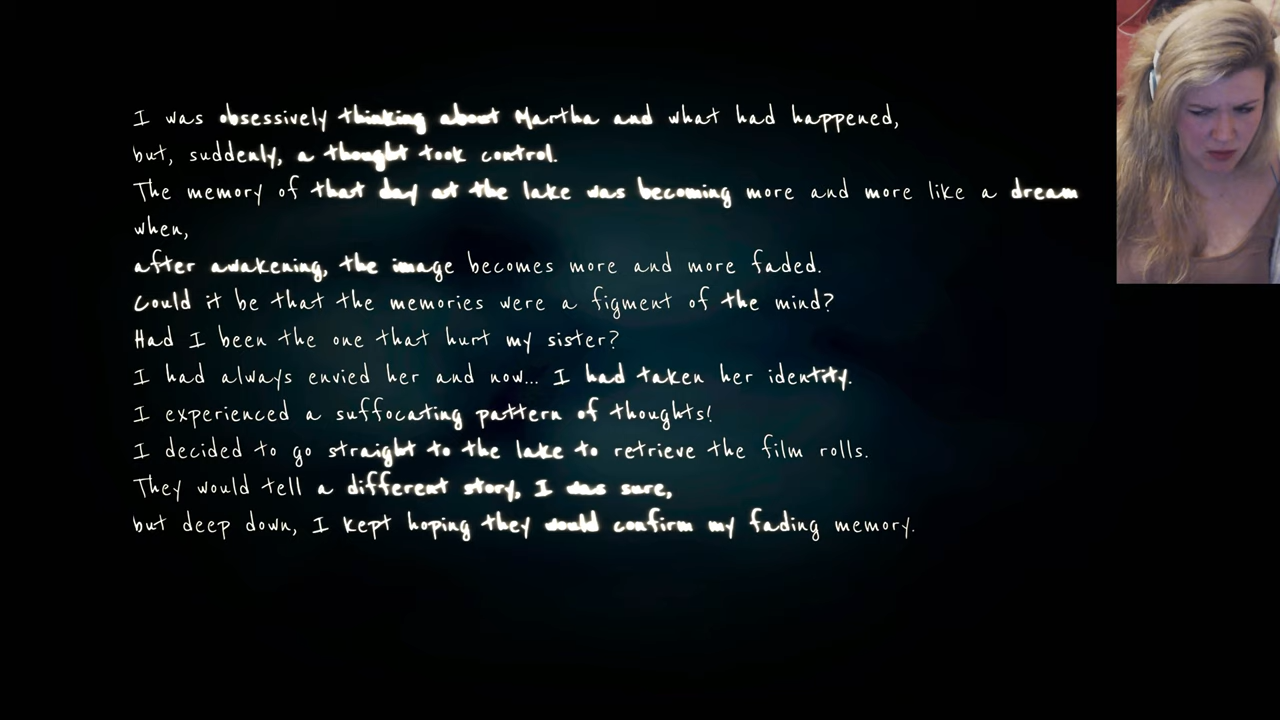 I was obsessively thinking about Martha and what had happened,
but, suddenly, a thought took control.
The memory of that day at the lake was becoming more and more like a dream
when,
after awakening, the image becomes more and more faded.
Could it be that the memories were a figment of the mind?
Had I been the one that hurt my sister?
I had always envied her and now... I had taken her identity.
I experienced a suffocating pattern of thoughts!
I decided to go straight to the lake to retrieve the film rolls.
They would tell a different story, I was sure,
but deep down, I kept hoping they would confirm my fading memory.